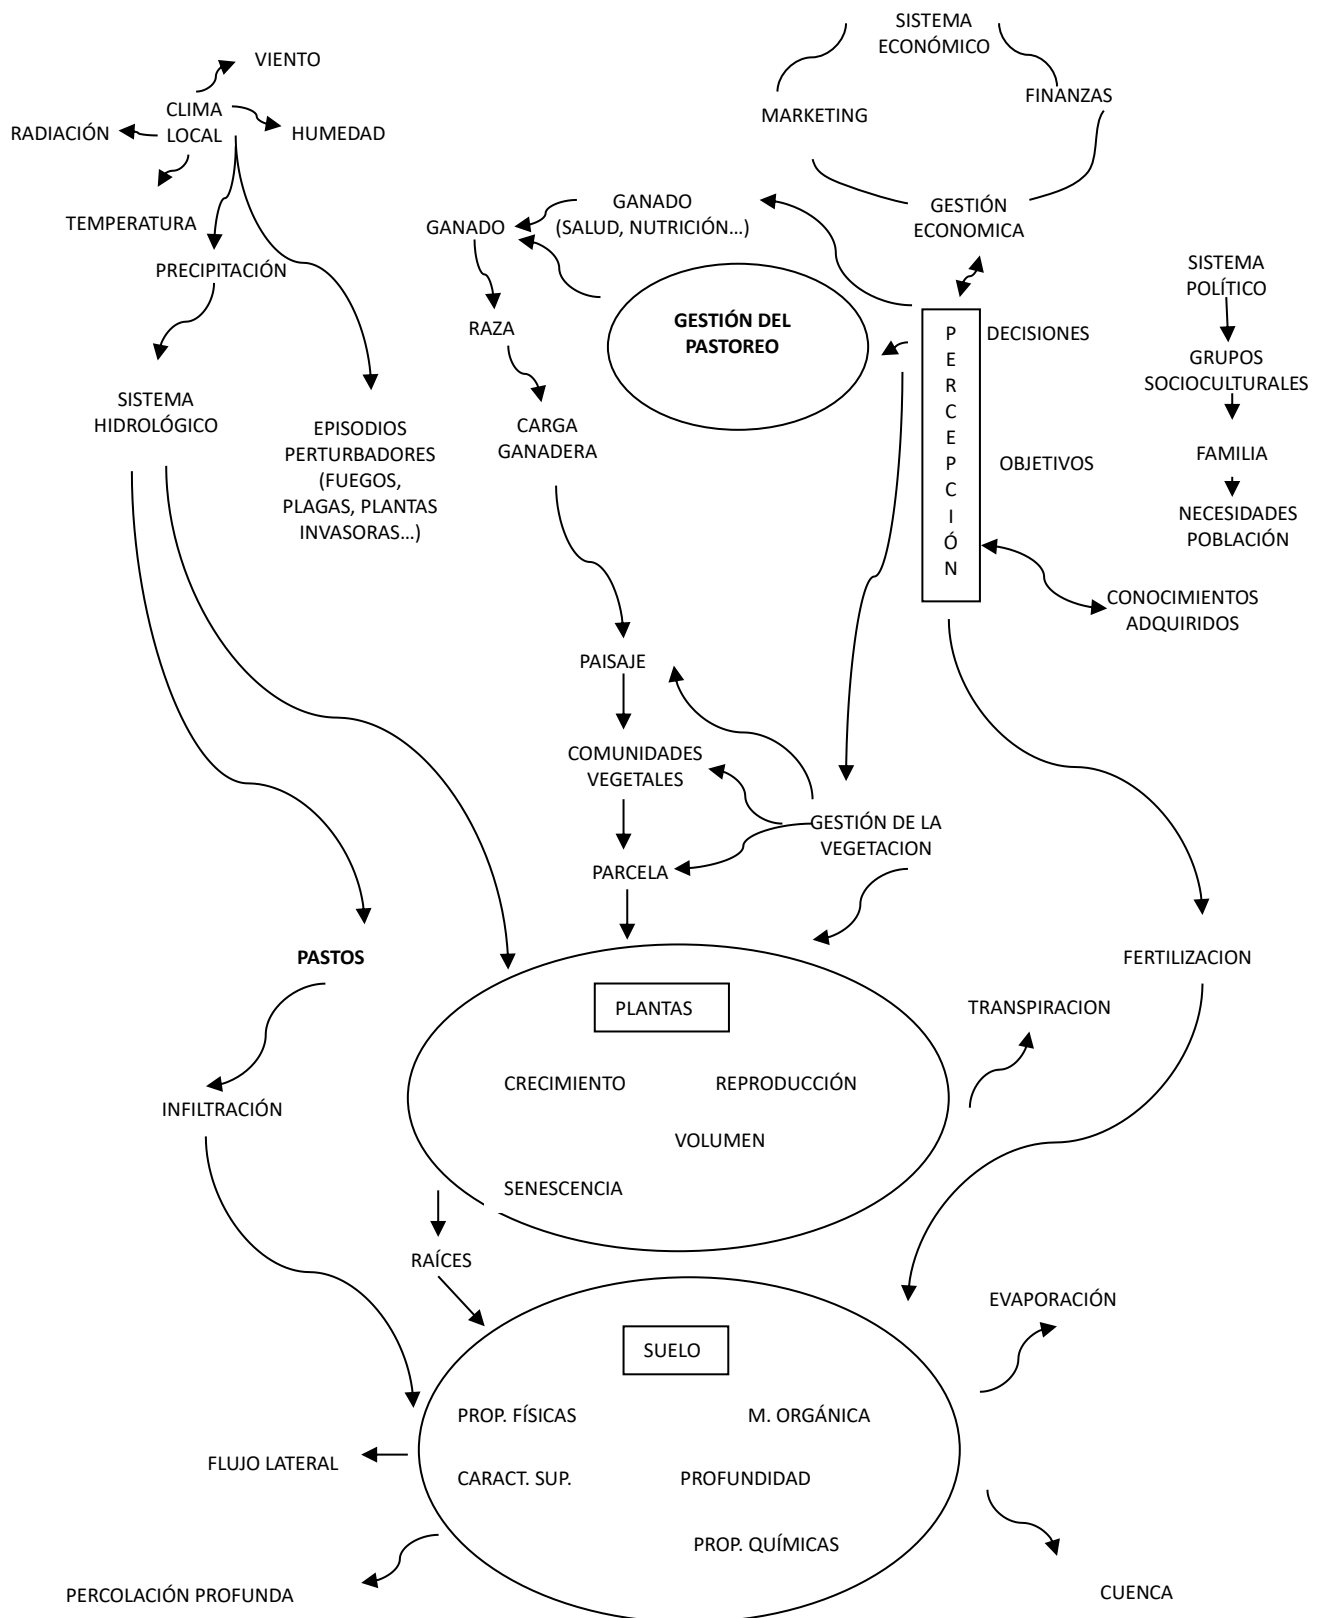 SISTEMA
ECONÓMICO
VIENTO
CLIMA
LOCAL
RADIACIÓN
HUMEDAD
MARKETING
FINANZAS
TEMPERATURA
PRECIPITACIÓN
GANADO
GANADO
(SALUD, NUTRICIÓN...)
GESTIÓN
ECONOMICA
SISTEMA
POLÍTICO
RAZA
GESTIÓN DEL
PASTOREO
P
E
R
C
E
P
C
I
Ó
N
DECISIONES
GRUPOS
SOCIOCULTURALES
SISTEMA
HIDROLÓGICO
EPISODIOS
PERTURBADORES
(FUEGOS,
PLAGAS, PLANTAS
INVASORAS...)
CARGA
GANADERA
OBJETIVOS
FAMILIA
NECESIDADES
POBLACIÓN
CONOCIMIENTOS
ADQUIRIDOS
PAISAJE
COMUNIDADES
VEGETALES
GESTIÓN DE LA
VEGETACION
PARCELA
PASTOS
FERTILIZACION
PLANTAS
TRANSPIRACION
CRECIMIENTO
REPRODUCCIÓN
INFILTRACIÓN
VOLUMEN
SENESCENCIA
RAÍCES
EVAPORACIÓN
SUELO
PROP. FÍSICAS
M. ORGÁNICA
FLUJO LATERAL
CARACT. SUP.
PROFUNDIDAD
PROP. QUÍMICAS
PERCOLACIÓN PROFUNDA
CUENCA